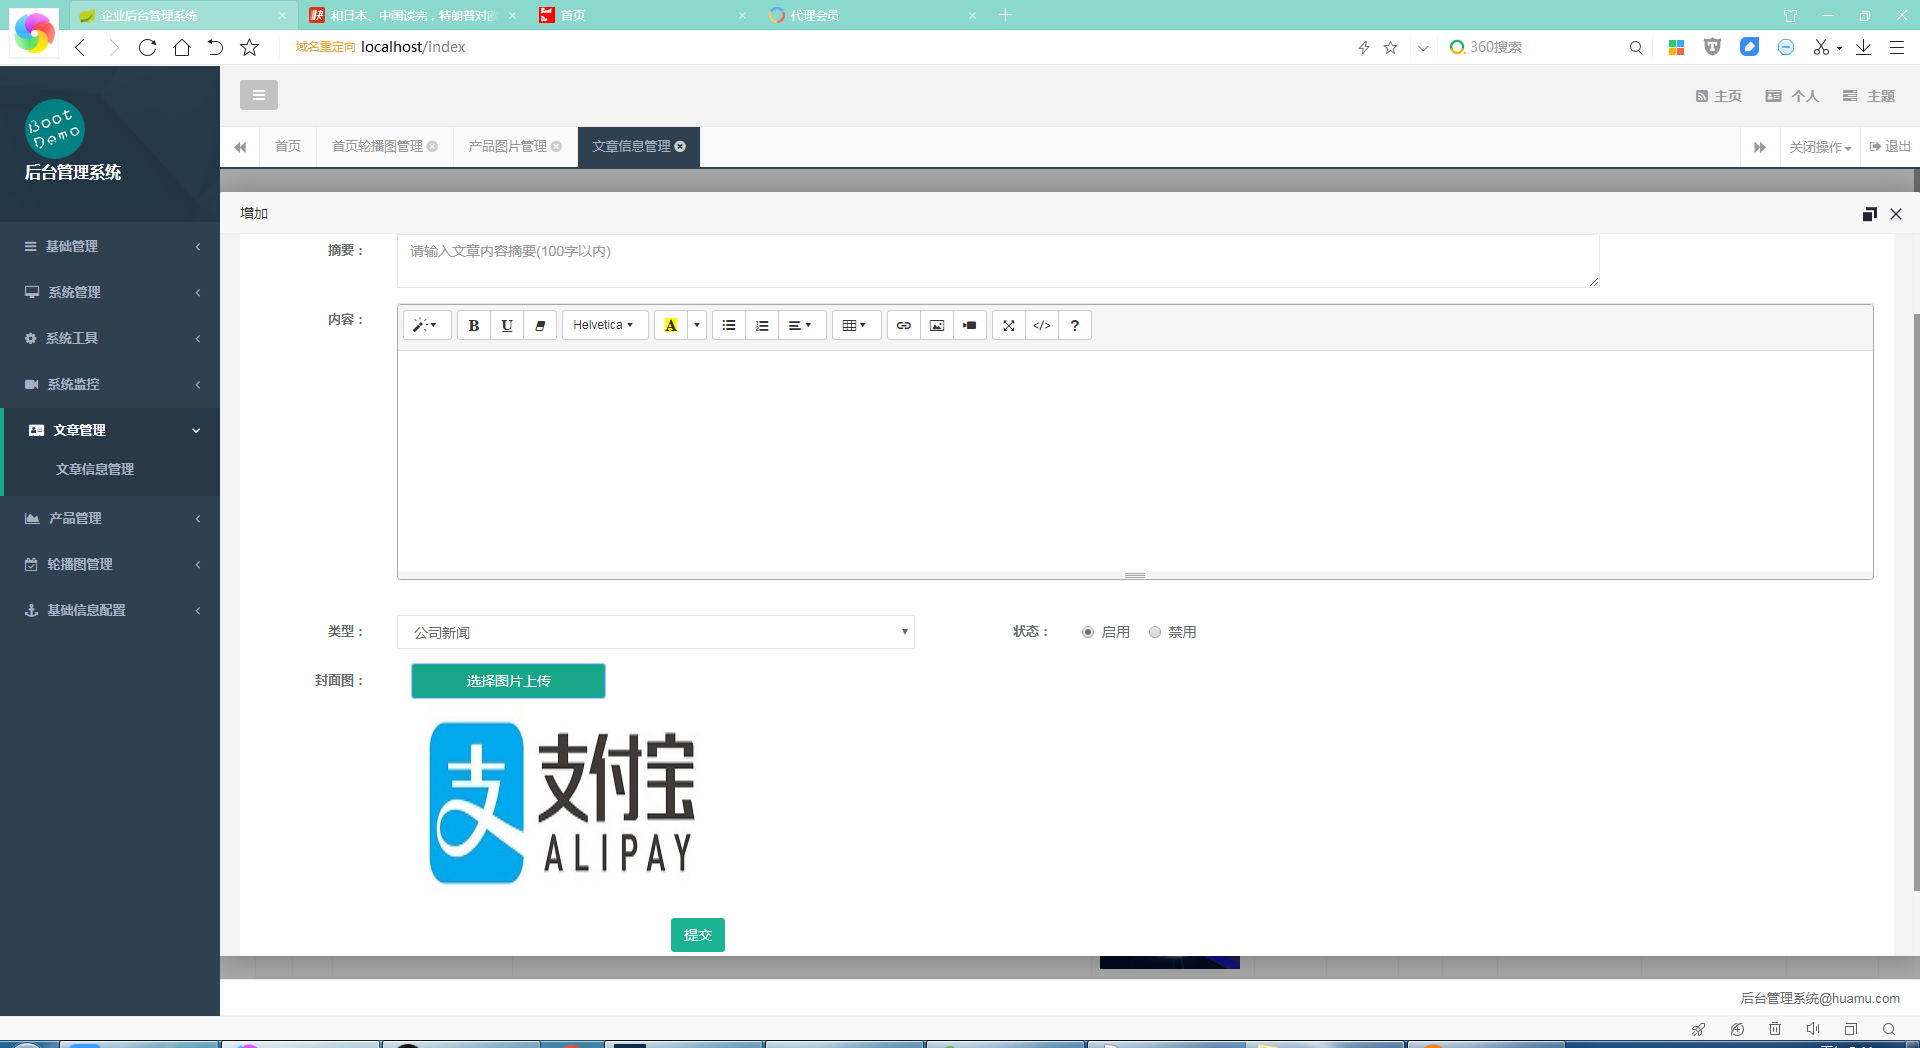 企业后台管理系统
和日本、中国谈完，特朗普对欧
首页
代理会员
域名重定向 localhost/index
360搜索
Boot
Demo
后台管理系统
主页
个人
主题
首页
首页轮播图管理
产品图片管理
文章信息管理
关闭操作
退出
基础管理
系统管理
系统工具
系统监控
文章管理
文章信息管理
产品管理
轮播图管理
基础信息配置
增加
摘要：
请输入文章内容摘要(100字以内)
内容：
B U Helvetica A </> ?
类型：
公司新闻
状态：
启用
禁用
封面图：
选择图片上传
支
支付宝
ALIPAY
提交
后台管理系统@huamu.com